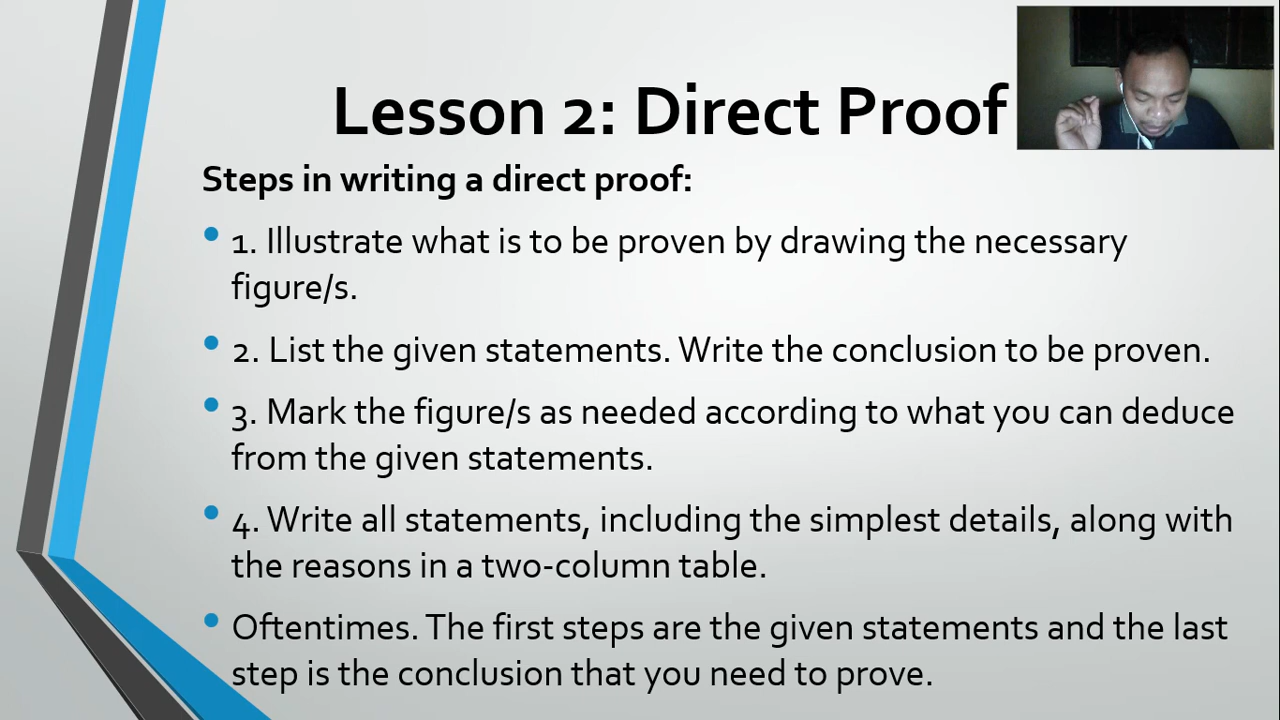 Lesson 2: Direct Proof
Steps in writing a direct proof:
• 1. Illustrate what is to be proven by drawing the necessary
figure/s.
• 2. List the given statements. Write the conclusion to be proven.
• 3. Mark the figure/s as needed according to what you can deduce
from the given statements.
• 4. Write all statements, including the simplest details, along with
the reasons in a two-column table.
• Oftentimes. The first steps are the given statements and the last
step is the conclusion that you need to prove.